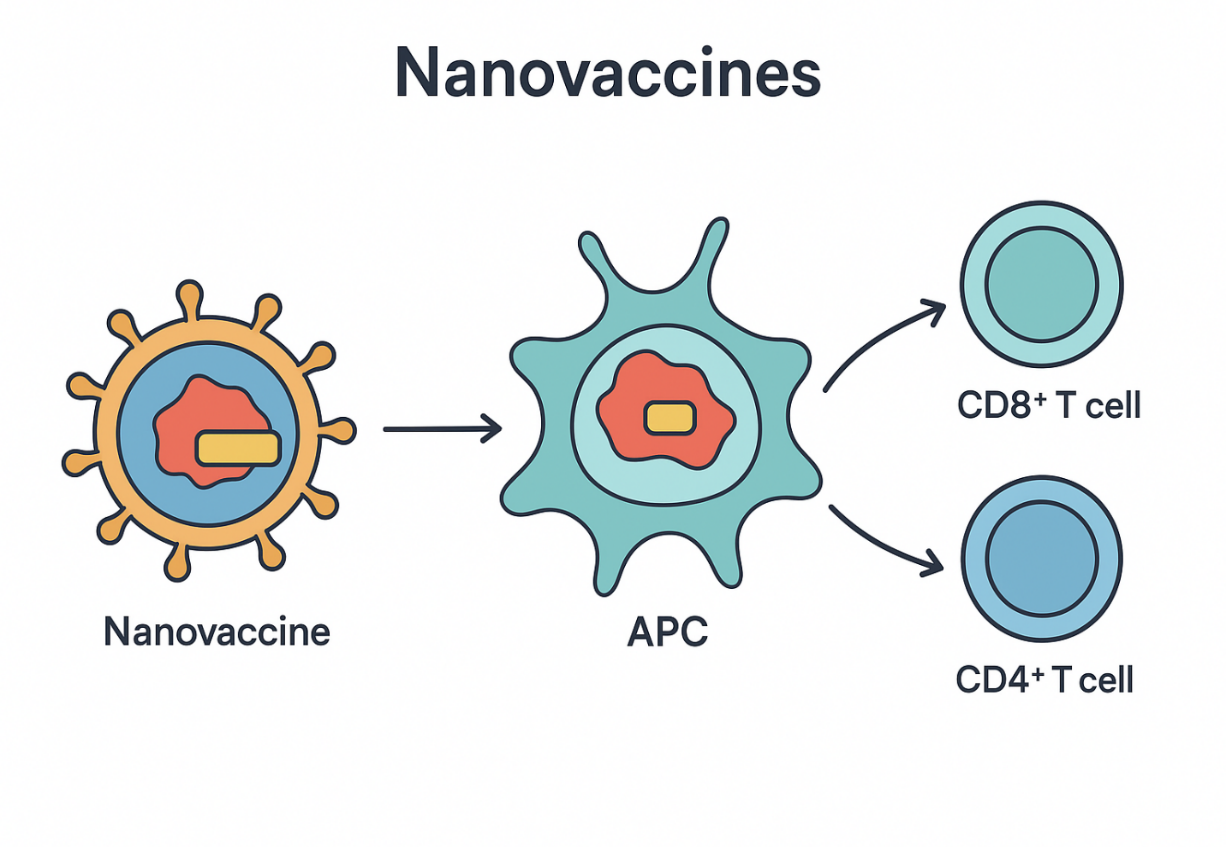 Nanovaccines
Nanovaccine
APC
CD8⁺ T cell
CD4⁺ T cell